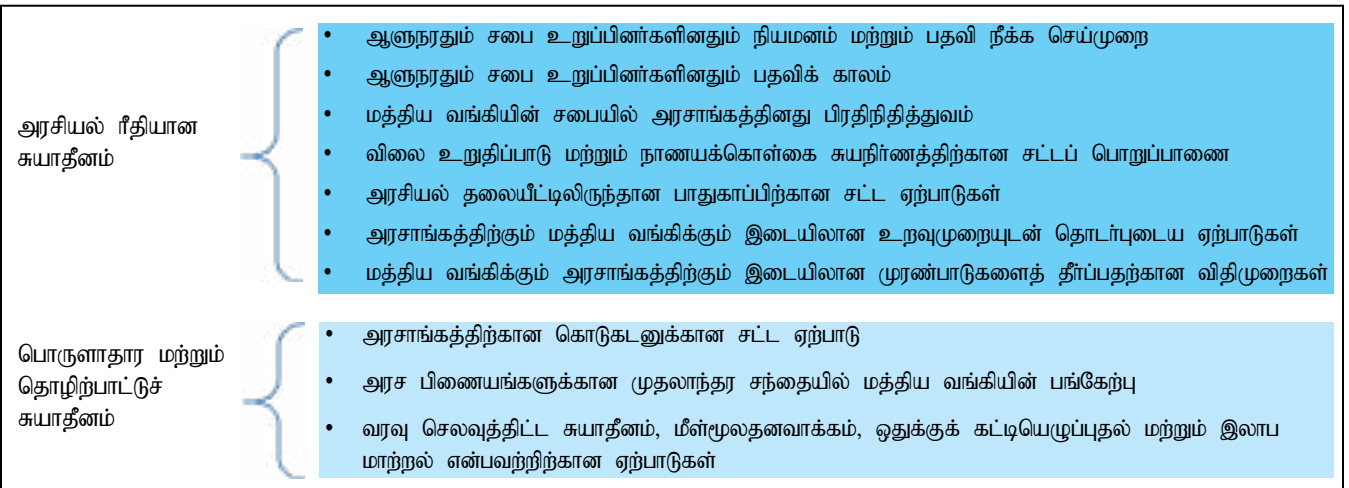 அரசியல் ரீதியான
சுயாதீனம்
• ஆளுநரதும் சபை உறுப்பினர்களினதும் நியமனம் மற்றும் பதவி நீக்க செய்முறை
• ஆளுநரதும் சபை உறுப்பினர்களினதும் பதவிக் காலம்
• மத்திய வங்கியின் சபையில் அரசாங்கத்தினது பிரதிநிதித்துவம்
• விலை உறுதிப்பாடு மற்றும் நாணயக்கொள்கை சுயநிர்ணத்திற்கான சட்டப் பொறுப்பாணை
• அரசியல் தலையீட்டிலிருந்தான பாதுகாப்பிற்கான சட்ட ஏற்பாடுகள்
• அரசாங்கத்திற்கும் மத்திய வங்கிக்கும் இடையிலான உறவுமுறையுடன் தொடர்புடைய ஏற்பாடுகள்
• மத்திய வங்கிக்கும் அரசாங்கத்திற்கும் இடையிலான முரண்பாடுகளைத் தீர்ப்பதற்கான விதிமுறைகள்
பொருளாதார மற்றும்
தொழிற்பாட்டுச்
சுயாதீனம்
• அரசாங்கத்திற்கான கொடுகடனுக்கான சட்ட ஏற்பாடு
• அரச பிணையங்களுக்கான முதலாந்தர சந்தையில் மத்திய வங்கியின் பங்கேற்பு
• வரவு செலவுத்திட்ட சுயாதீனம், மீள்மூலதனவாக்கம், ஒதுக்குக் கட்டியெழுப்புதல் மற்றும் இலாப
மாற்றல் என்பவற்றிற்கான ஏற்பாடுகள்